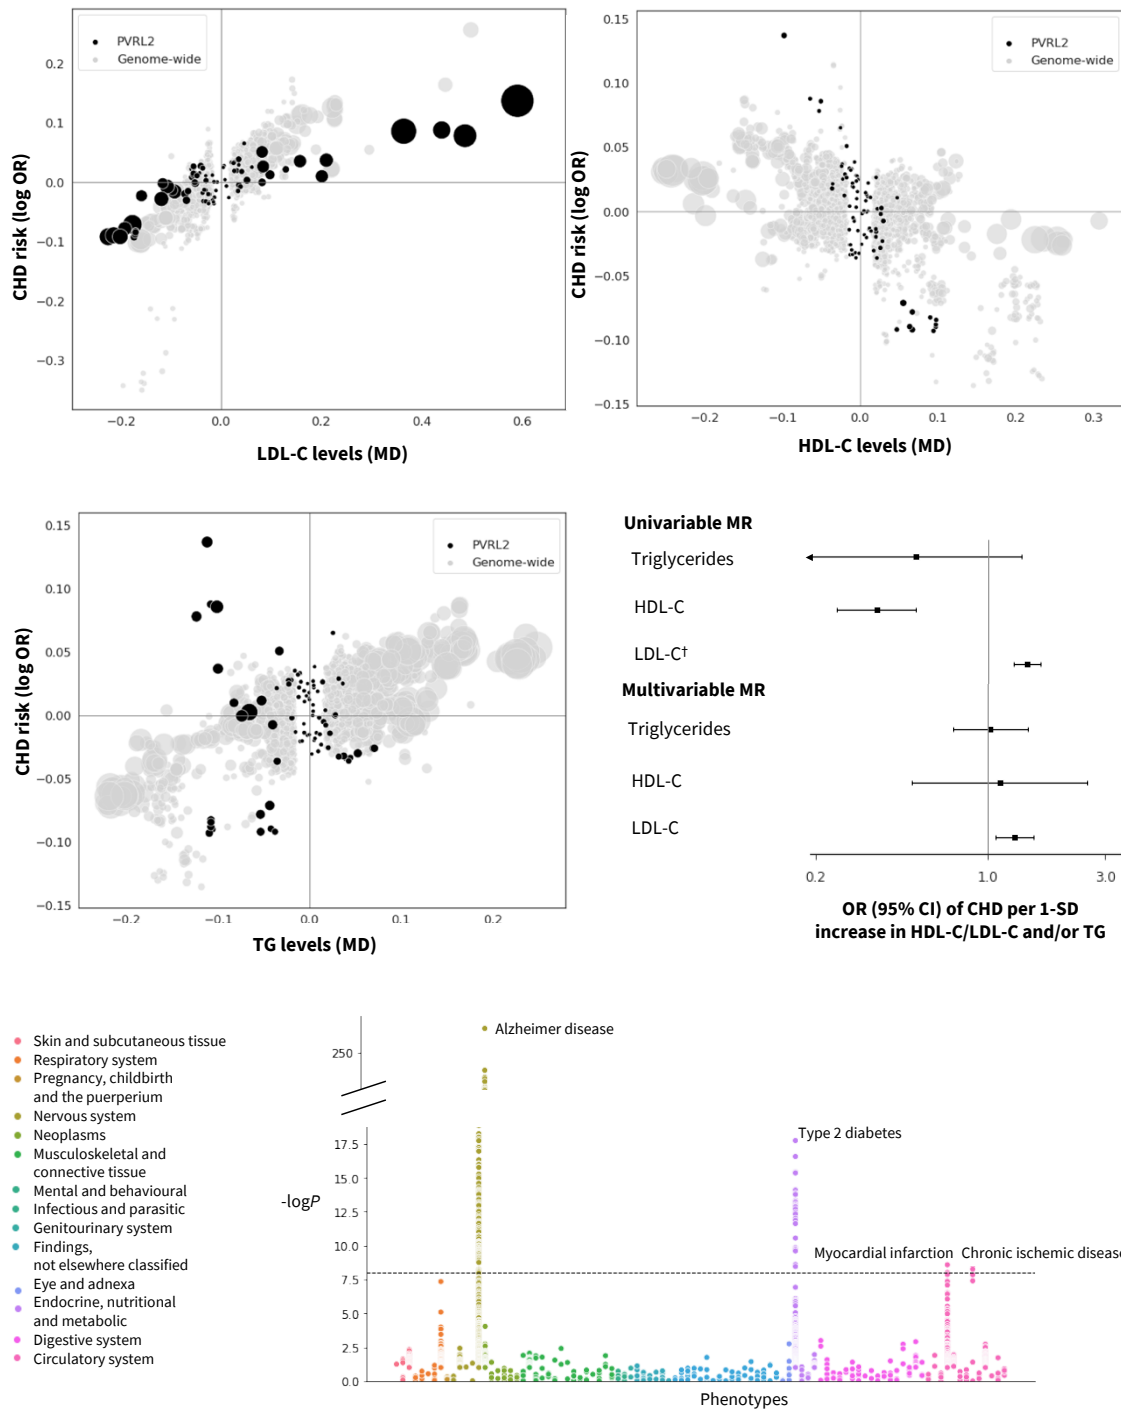 PVRL2
Genome-wide
0.2
0.1
0.0
−0.1
−0.2
−0.3
CHD risk (log OR)
−0.2
0.0
0.2
0.4
0.6
LDL-C levels (MD)
PVRL2
Genome-wide
0.15
0.10
0.05
0.00
−0.05
−0.10
−0.15
CHD risk (log OR)
−0.2
−0.1
0.0
0.1
0.2
0.3
HDL-C levels (MD)
PVRL2
Genome-wide
0.15
0.10
0.05
0.00
−0.05
−0.10
−0.15
CHD risk (log OR)
−0.2
−0.1
0.0
0.1
0.2
TG levels (MD)
Univariable MR
Triglycerides
HDL-C
LDL-C†
Multivariable MR
Triglycerides
HDL-C
LDL-C
0.2
1.0
3.0
OR (95% CI) of CHD per 1-SD
increase in HDL-C/LDL-C and/or TG
Skin and subcutaneous tissue
Respiratory system
Pregnancy, childbirth
and the puerperium
Nervous system
Neoplasms
Musculoskeletal and
connective tissue
Mental and behavioural
Infectious and parasitic
Genitourinary system
Findings,
not elsewhere classified
Eye and adnexa
Endocrine, nutritional
and metabolic
Digestive system
Circulatory system
250
17.5
15.0
12.5
10.0
7.5
5.0
2.5
0.0
-logP
Alzheimer disease
Type 2 diabetes
Myocardial infarction
Chronic ischemic disease
Phenotypes